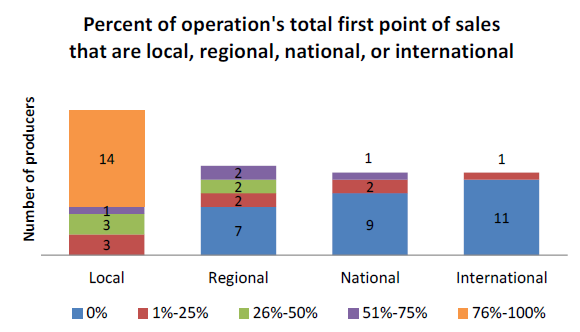 Percent of operation's total first point of sales
that are local, regional, national, or international
Number of producers
14
1
3
3
2
2
2
7
1
2
9
1
11
Local Regional National International
0% 1%-25% 26%-50% 51%-75% 76%-100%